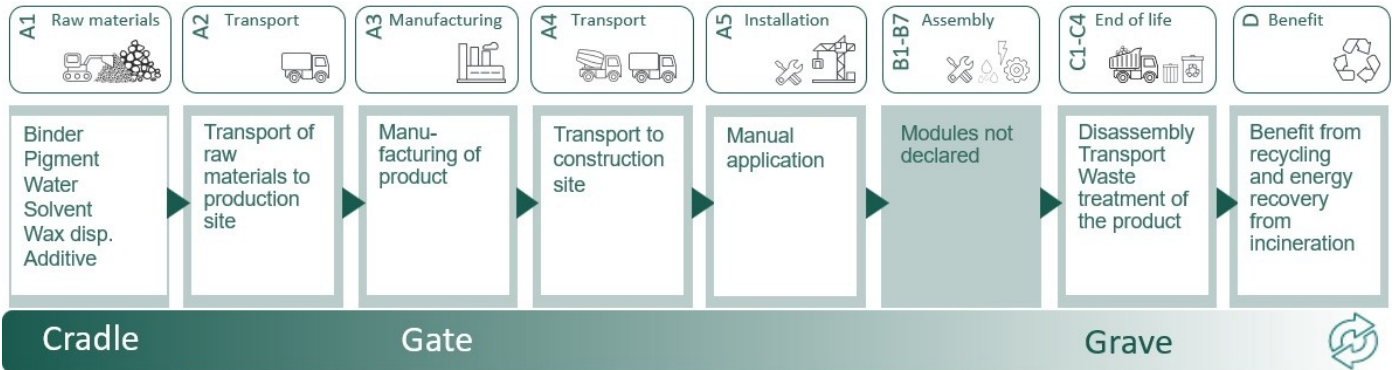 A1 Raw materials
A2 Transport
A3 Manufacturing
A4 Transport
A5 Installation
B1-B7 Assembly
C1-C4 End of life
D Benefit
Binder
Pigment
Water
Solvent
Wax disp.
Additive
Transport of
raw
materials to
production
site
Manu-
facturing of
product
Transport to
construction
site
Manual
application
Modules not
declared
Disassembly
Transport
Waste
treatment of
the product
Benefit from
recycling
and energy
recovery
from
incineration
Cradle
Gate
Grave